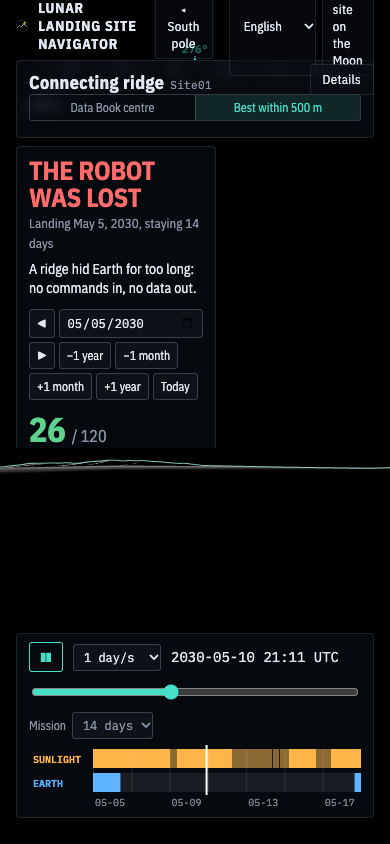 LUNAR
LANDING SITE
NAVIGATOR
◂
South
pole
English
site
on
the
Moon
276°
Connecting ridge Site01
Details
Data Book centre
Best within 500 m
THE ROBOT
WAS LOST
Landing May 5, 2030, staying 14
days
A ridge hid Earth for too long:
no commands in, no data out.
◀ 05/05/2030
▶ −1 year −1 month
+1 month +1 year Today
26 / 120
1 day/s 2030-05-10 21:11 UTC
Mission 14 days
SUNLIGHT
EARTH
05-05 05-09 05-13 05-17